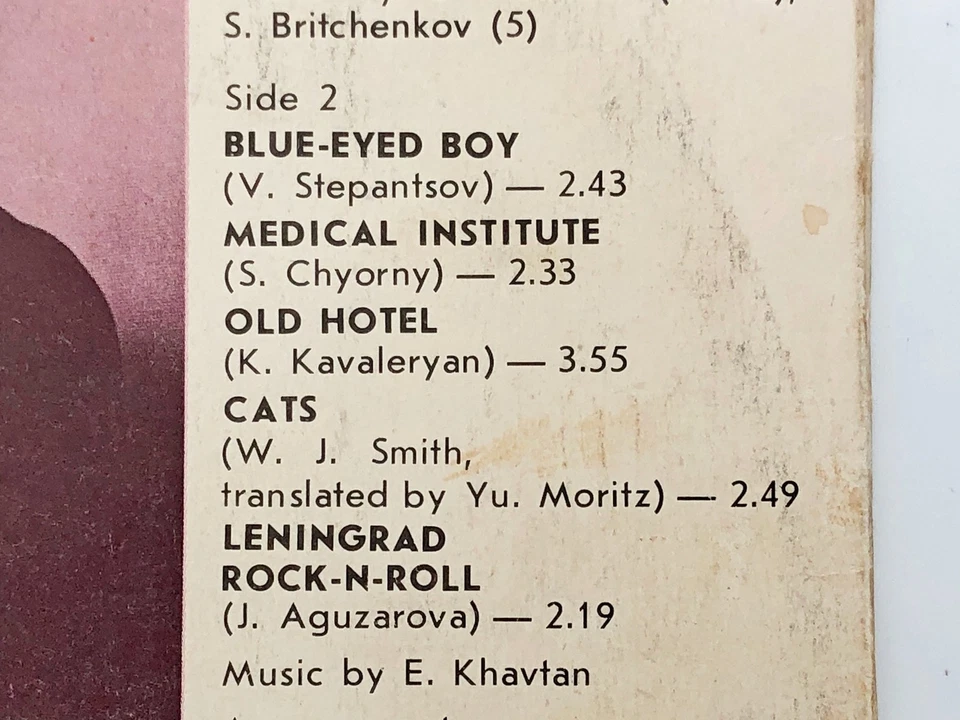 S. Britchenkov (5)
Side 2
BLUE-EYED BOY
(V. Stepantsov) — 2.43
MEDICAL INSTITUTE
(S. Chyorny) — 2.33
OLD HOTEL
(K. Kavaleryan) — 3.55
CATS
(W. J. Smith,
translated by Yu. Moritz) — 2.49
LENINGRAD
ROCK-N-ROLL
(J. Aguzarova) — 2.19
Music by E. Khavtan